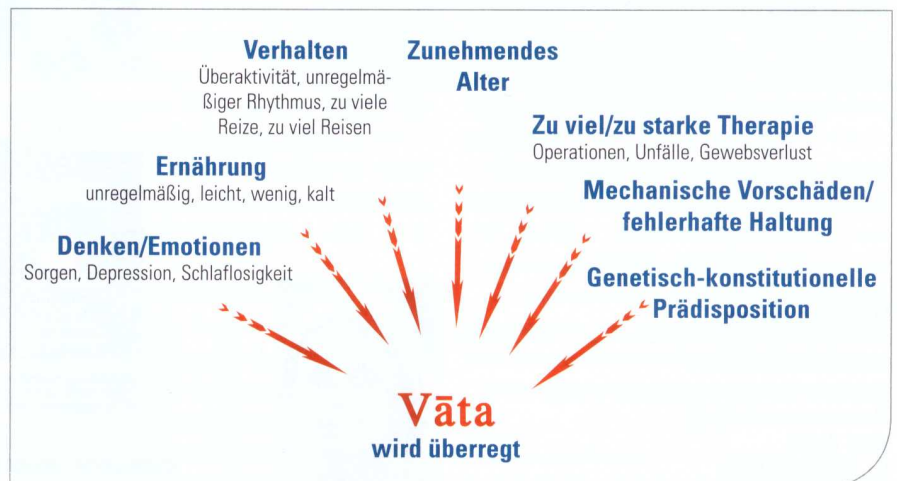 Verhalten
Überaktivität, unregelmä-
ßiger Rhythmus, zu viele
Reize, zu viel Reisen
Zunehmendes
Alter
Zu viel/zu starke Therapie
Operationen, Unfälle, Gewebsverlust
Ernährung
unregelmäßig, leicht, wenig, kalt
Mechanische Vorschäden/
fehlerhafte Haltung
Denken/Emotionen
Sorgen, Depression, Schlaflosigkeit
Genetisch-konstitutionelle
Prädisposition
Vāta
wird überregt